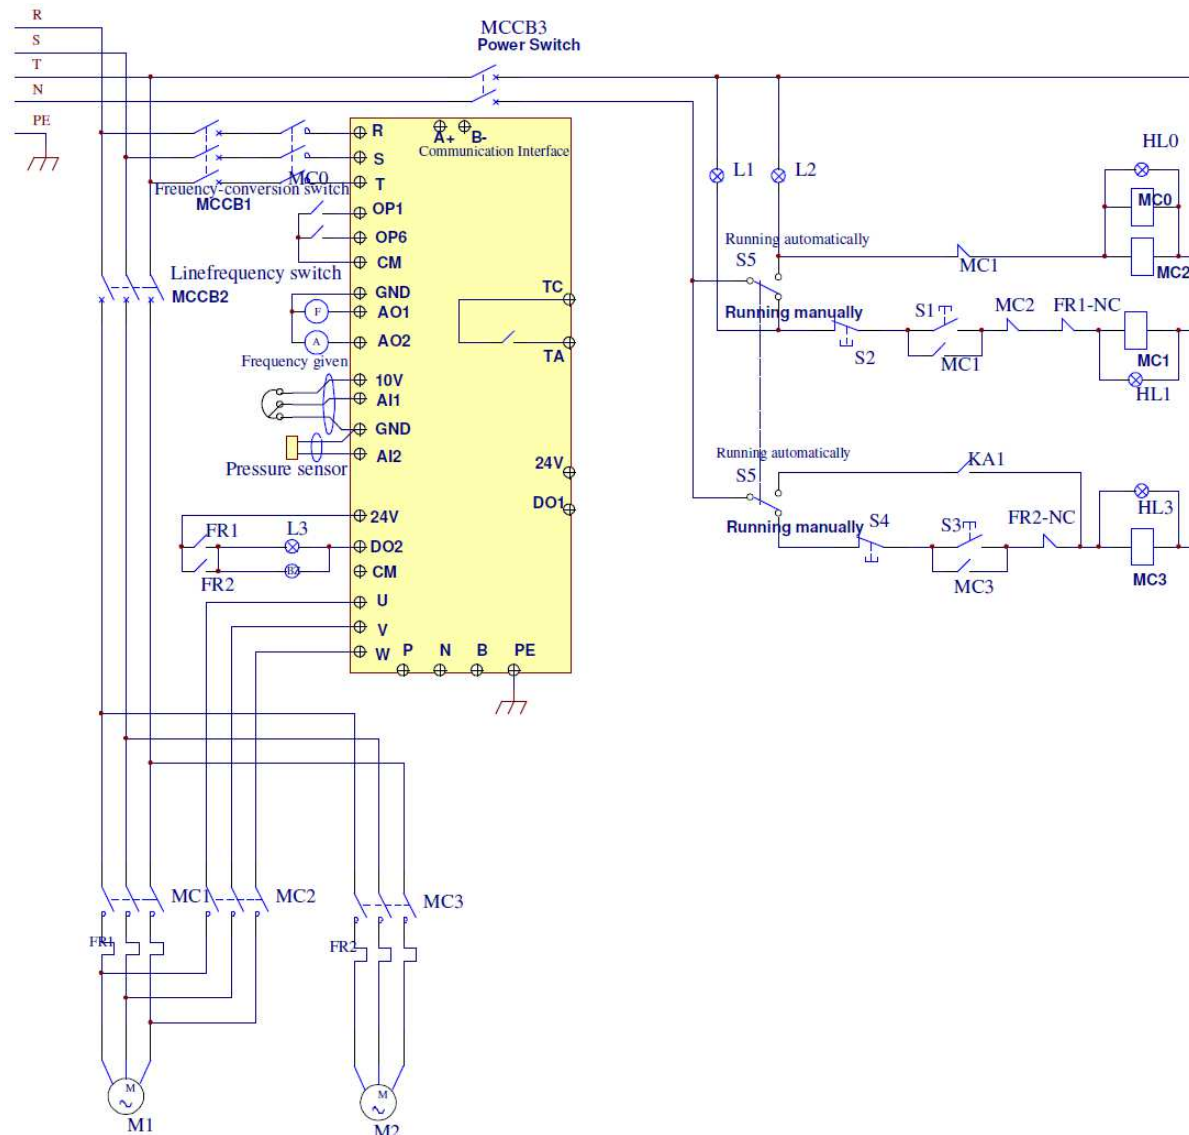 R
S
T
N
PE
MCCB3
Power Switch
R
A+
B-
Communication Interface
S
MC0
T
Freuency-conversion switch
MCCB1
OP1
OP6
CM
Linefrequency switch
MCCB2
GND
AO1
F
AO2
A
Frequency given
10V
AI1
GND
AI2
Pressure sensor
24V
FR1
L3
DO2
FR2
BZ
CM
U
V
W
P
N
B
PE
TC
TA
24V
DO1
L1
L2
HL0
MC0
Running automatically
S5
MC1
MC2
Running manually
S1
MC2
FR1-NC
S2
MC1
MC1
HL1
Running automatically
S5
KA1
HL3
Running manually
S4
S3
FR2-NC
MC3
MC3
MC1
MC2
MC3
FR1
FR2
M
M1
M
M2